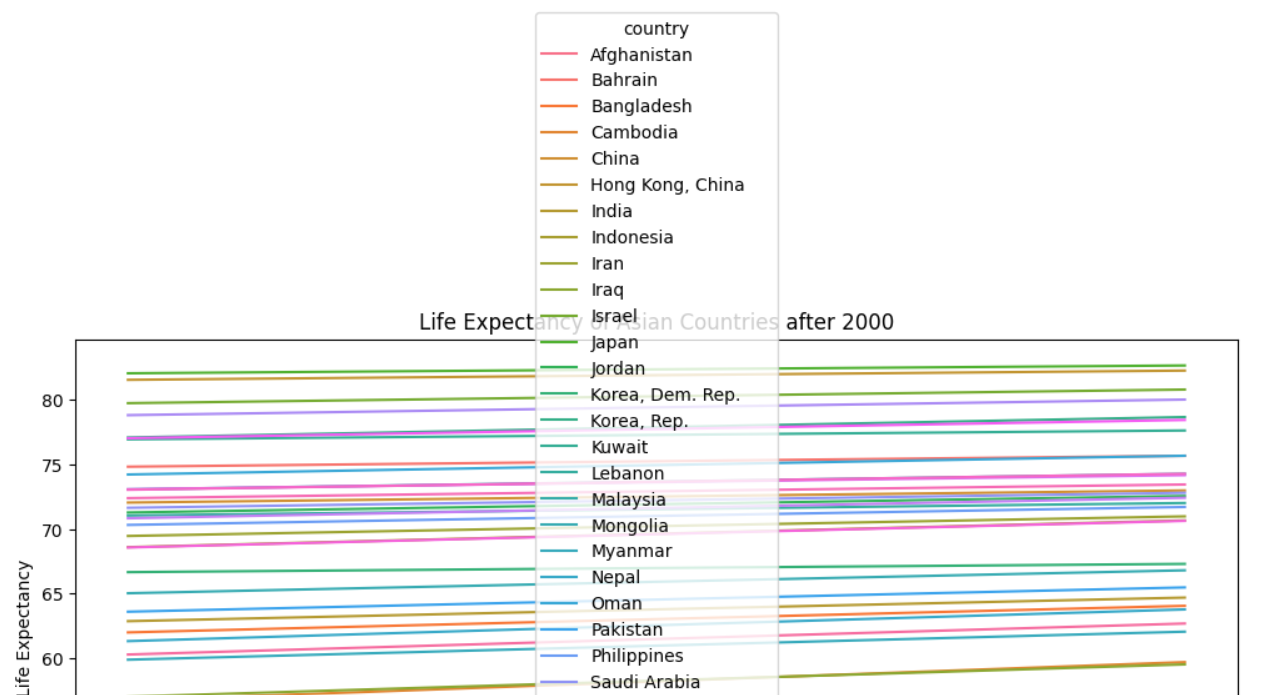 country
Afghanistan
Bahrain
Bangladesh
Cambodia
China
Hong Kong, China
India
Indonesia
Iran
Iraq
Israel
Life Expectancy of Asian Countries after 2000
Japan
Jordan
Korea, Dem. Rep.
Korea, Rep.
Kuwait
Lebanon
Malaysia
Mongolia
Myanmar
Nepal
Oman
Pakistan
Philippines
Saudi Arabia
80
75
70
65
60
Life Expectancy